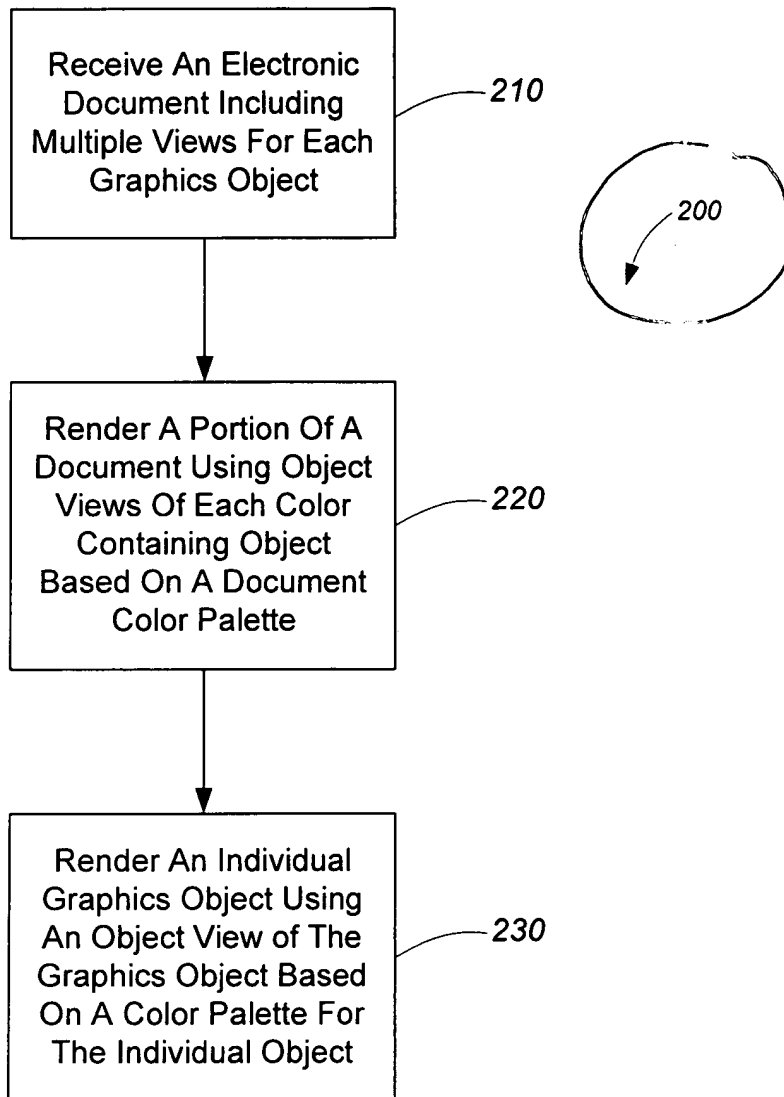 Receive An Electronic
Document Including
Multiple Views For Each
Graphics Object
210
200
Render A Portion Of A
Document Using Object
Views Of Each Color
Containing Object
Based On A Document
Color Palette
220
Render An Individual
Graphics Object Using
An Object View of The
Graphics Object Based
On A Color Palette For
The Individual Object
230